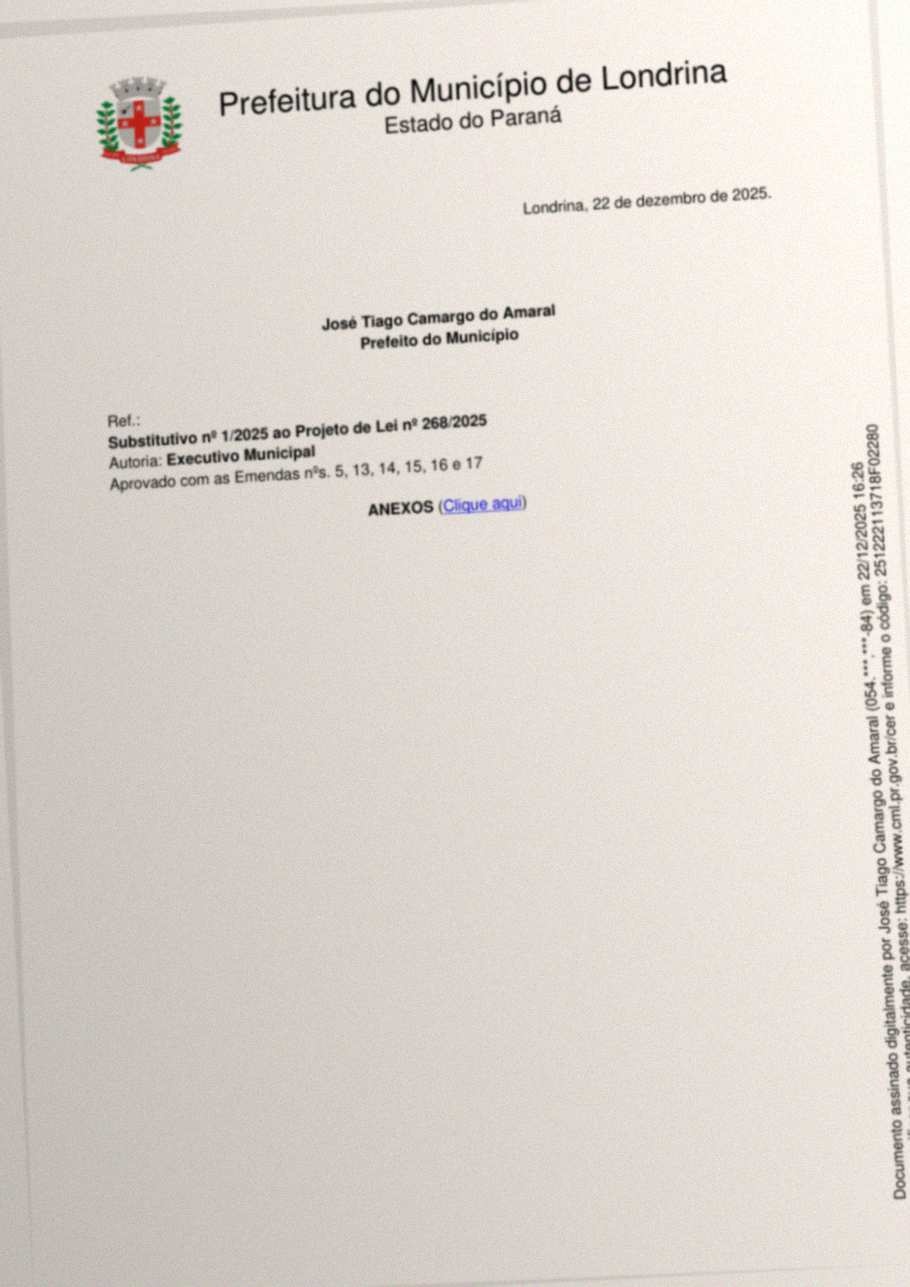 Prefeitura do Município de Londrina
Estado do Paraná
LONDRINA
Londrina, 22 de dezembro de 2025.
José Tiago Camargo do Amaral
Prefeito do Município
Ref.:
Substitutivo nº 1/2025 ao Projeto de Lei nº 268/2025
Autoria: Executivo Municipal
Aprovado com as Emendas nºs. 5, 13, 14, 15, 16 e 17
ANEXOS (Clique aqui)
Documento assinado digitalmente por José Tiago Camargo do Amaral (054.***.***-84) em 22/12/2025 16:26
autenticidade, acesse: https://www.cml.pr.gov.br/cer e informe o código: 251222113718F02280